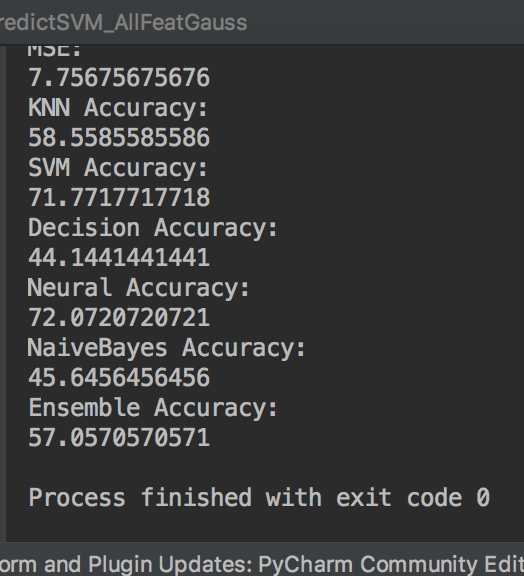 redictSVM_AllFeatGauss
MSE:
7.75675675676
KNN Accuracy:
58.5585585586
SVM Accuracy:
71.7717717718
Decision Accuracy:
44.1441441441
Neural Accuracy:
72.0720720721
NaiveBayes Accuracy:
45.6456456456
Ensemble Accuracy:
57.0570570571
Process finished with exit code 0
orm and Plugin Updates: PyCharm Community Edit